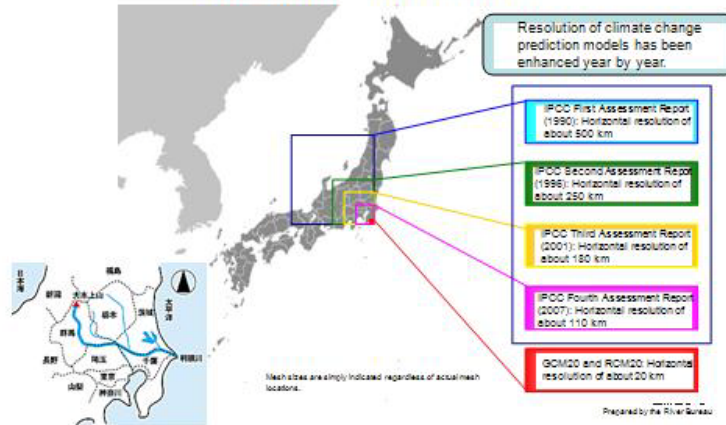 Resolution of climate change
prediction models has been
enhanced year by year.
IPCC First Assessment Report
(1990): Horizontal resolution of
about 500 km
IPCC Second Assessment Report
(1996): Horizontal resolution of
about 250 km
IPCC Third Assessment Report
(2001): Horizontal resolution of
about 180 km
IPCC Fourth Assessment Report
(2007): Horizontal resolution of
about 110 km
GCM20 and RCM20: Horizontal
resolution of about 20 km
Mesh sizes are simply indicated regardless of actual mesh
locations.
Prepared by the River Bureau
日本海
福島
新潟
大水上山
太平洋
栃木
茨城
群馬
長野
埼玉
千葉
利根川
東京
山梨
神奈川